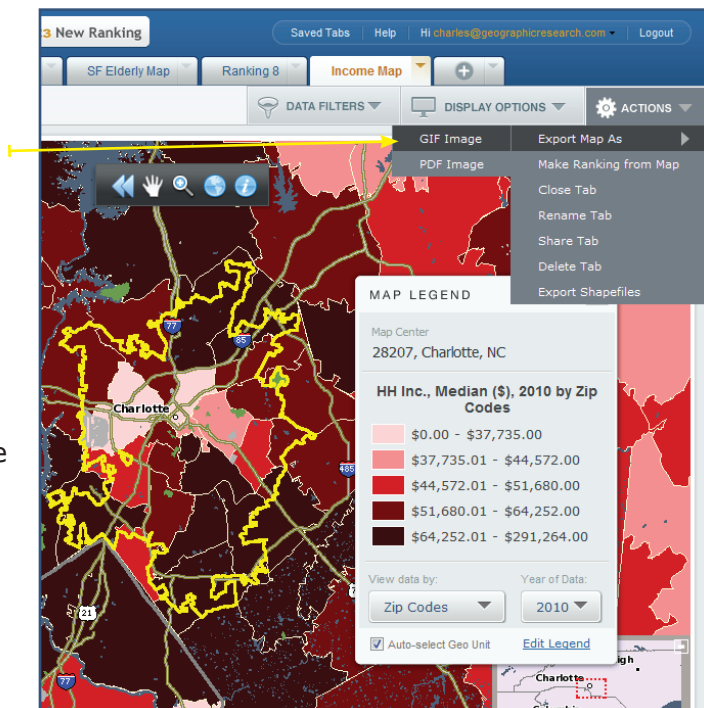 3 New Ranking
Saved Tabs Help Hi charles@geographicresearch.com Logout
SF Elderly Map Ranking 8 Income Map
DATA FILTERS DISPLAY OPTIONS ACTIONS
GIF Image Export Map As
PDF Image Make Ranking from Map
Close Tab
Rename Tab
Share Tab
Delete Tab
Export Shapefiles
MAP LEGEND
Map Center
28207, Charlotte, NC
HH Inc., Median ($), 2010 by Zip
Codes
$0.00 - $37,735.00
$37,735.01 - $44,572.00
$44,572.01 - $51,680.00
$51,680.01 - $64,252.00
$64,252.01 - $291,264.00
View data by: Year of Data:
Zip Codes 2010
Auto-select Geo Unit Edit Legend
77
85
Charlotte
485
e
21
77
igh
Charlotte